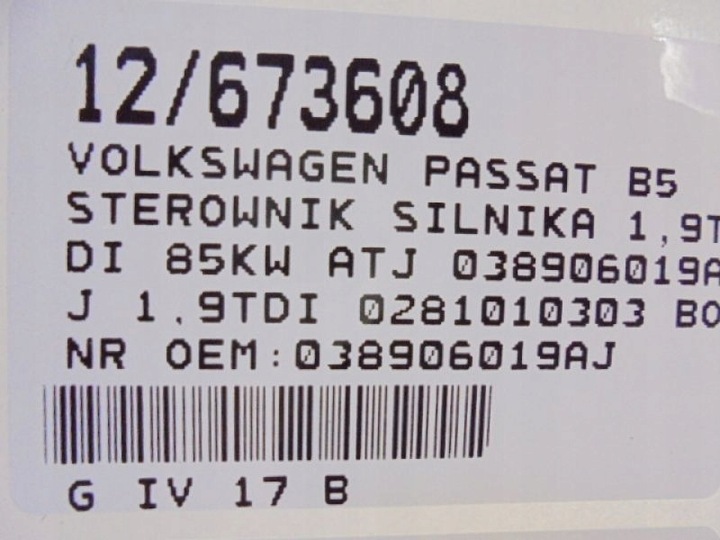 12/673608
VOLKSWAGEN PASSAT B5
STEROWNIK SILNIKA 1,9T
DI 85KW ATJ 038906019A
J 1.9TDI 0281010303 BO
NR OEM:038906019AJ
G IV 17 B